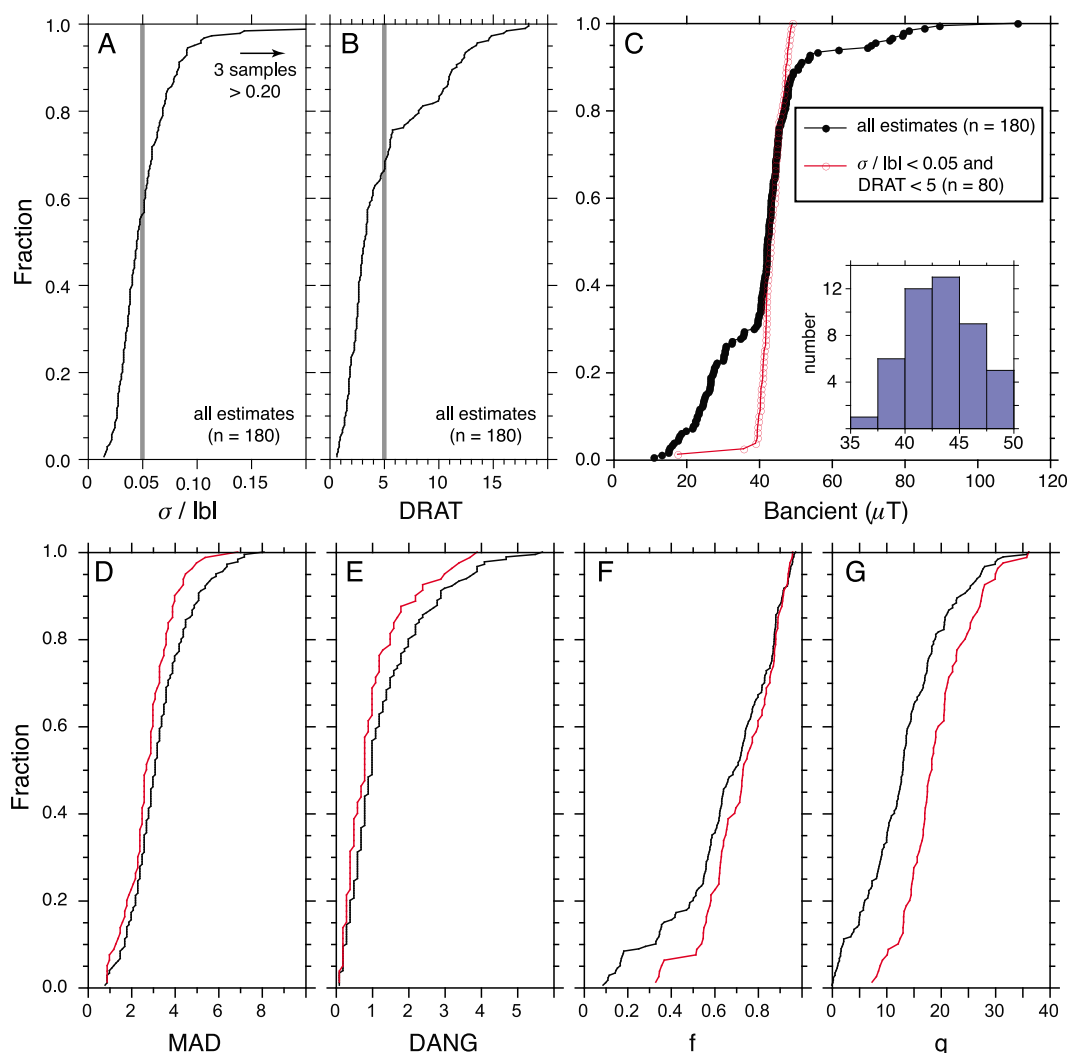 A
3 samples
> 0.20
all estimates
(n = 180)
1.0
0.8
0.6
0.4
0.2
0.0
Fraction
0 0.05 0.10 0.15
σ / lbl
B
all estimates
(n = 180)
0 5 10 15
DRAT
C
all estimates (n = 180)
σ / lbl < 0.05 and
DRAT < 5 (n = 80)
1.0
0.8
0.6
0.4
0.2
0.0
0 20 40 60 80 100 120
Bancient (μT)
12
8
4
number
35 40 45 50
D
1.0
0.8
0.6
0.4
0.2
0.0
Fraction
0 2 4 6 8
MAD
E
0 1 2 3 4 5
DANG
F
0 0.2 0.4 0.6 0.8
f
G
0 10 20 30 40
g